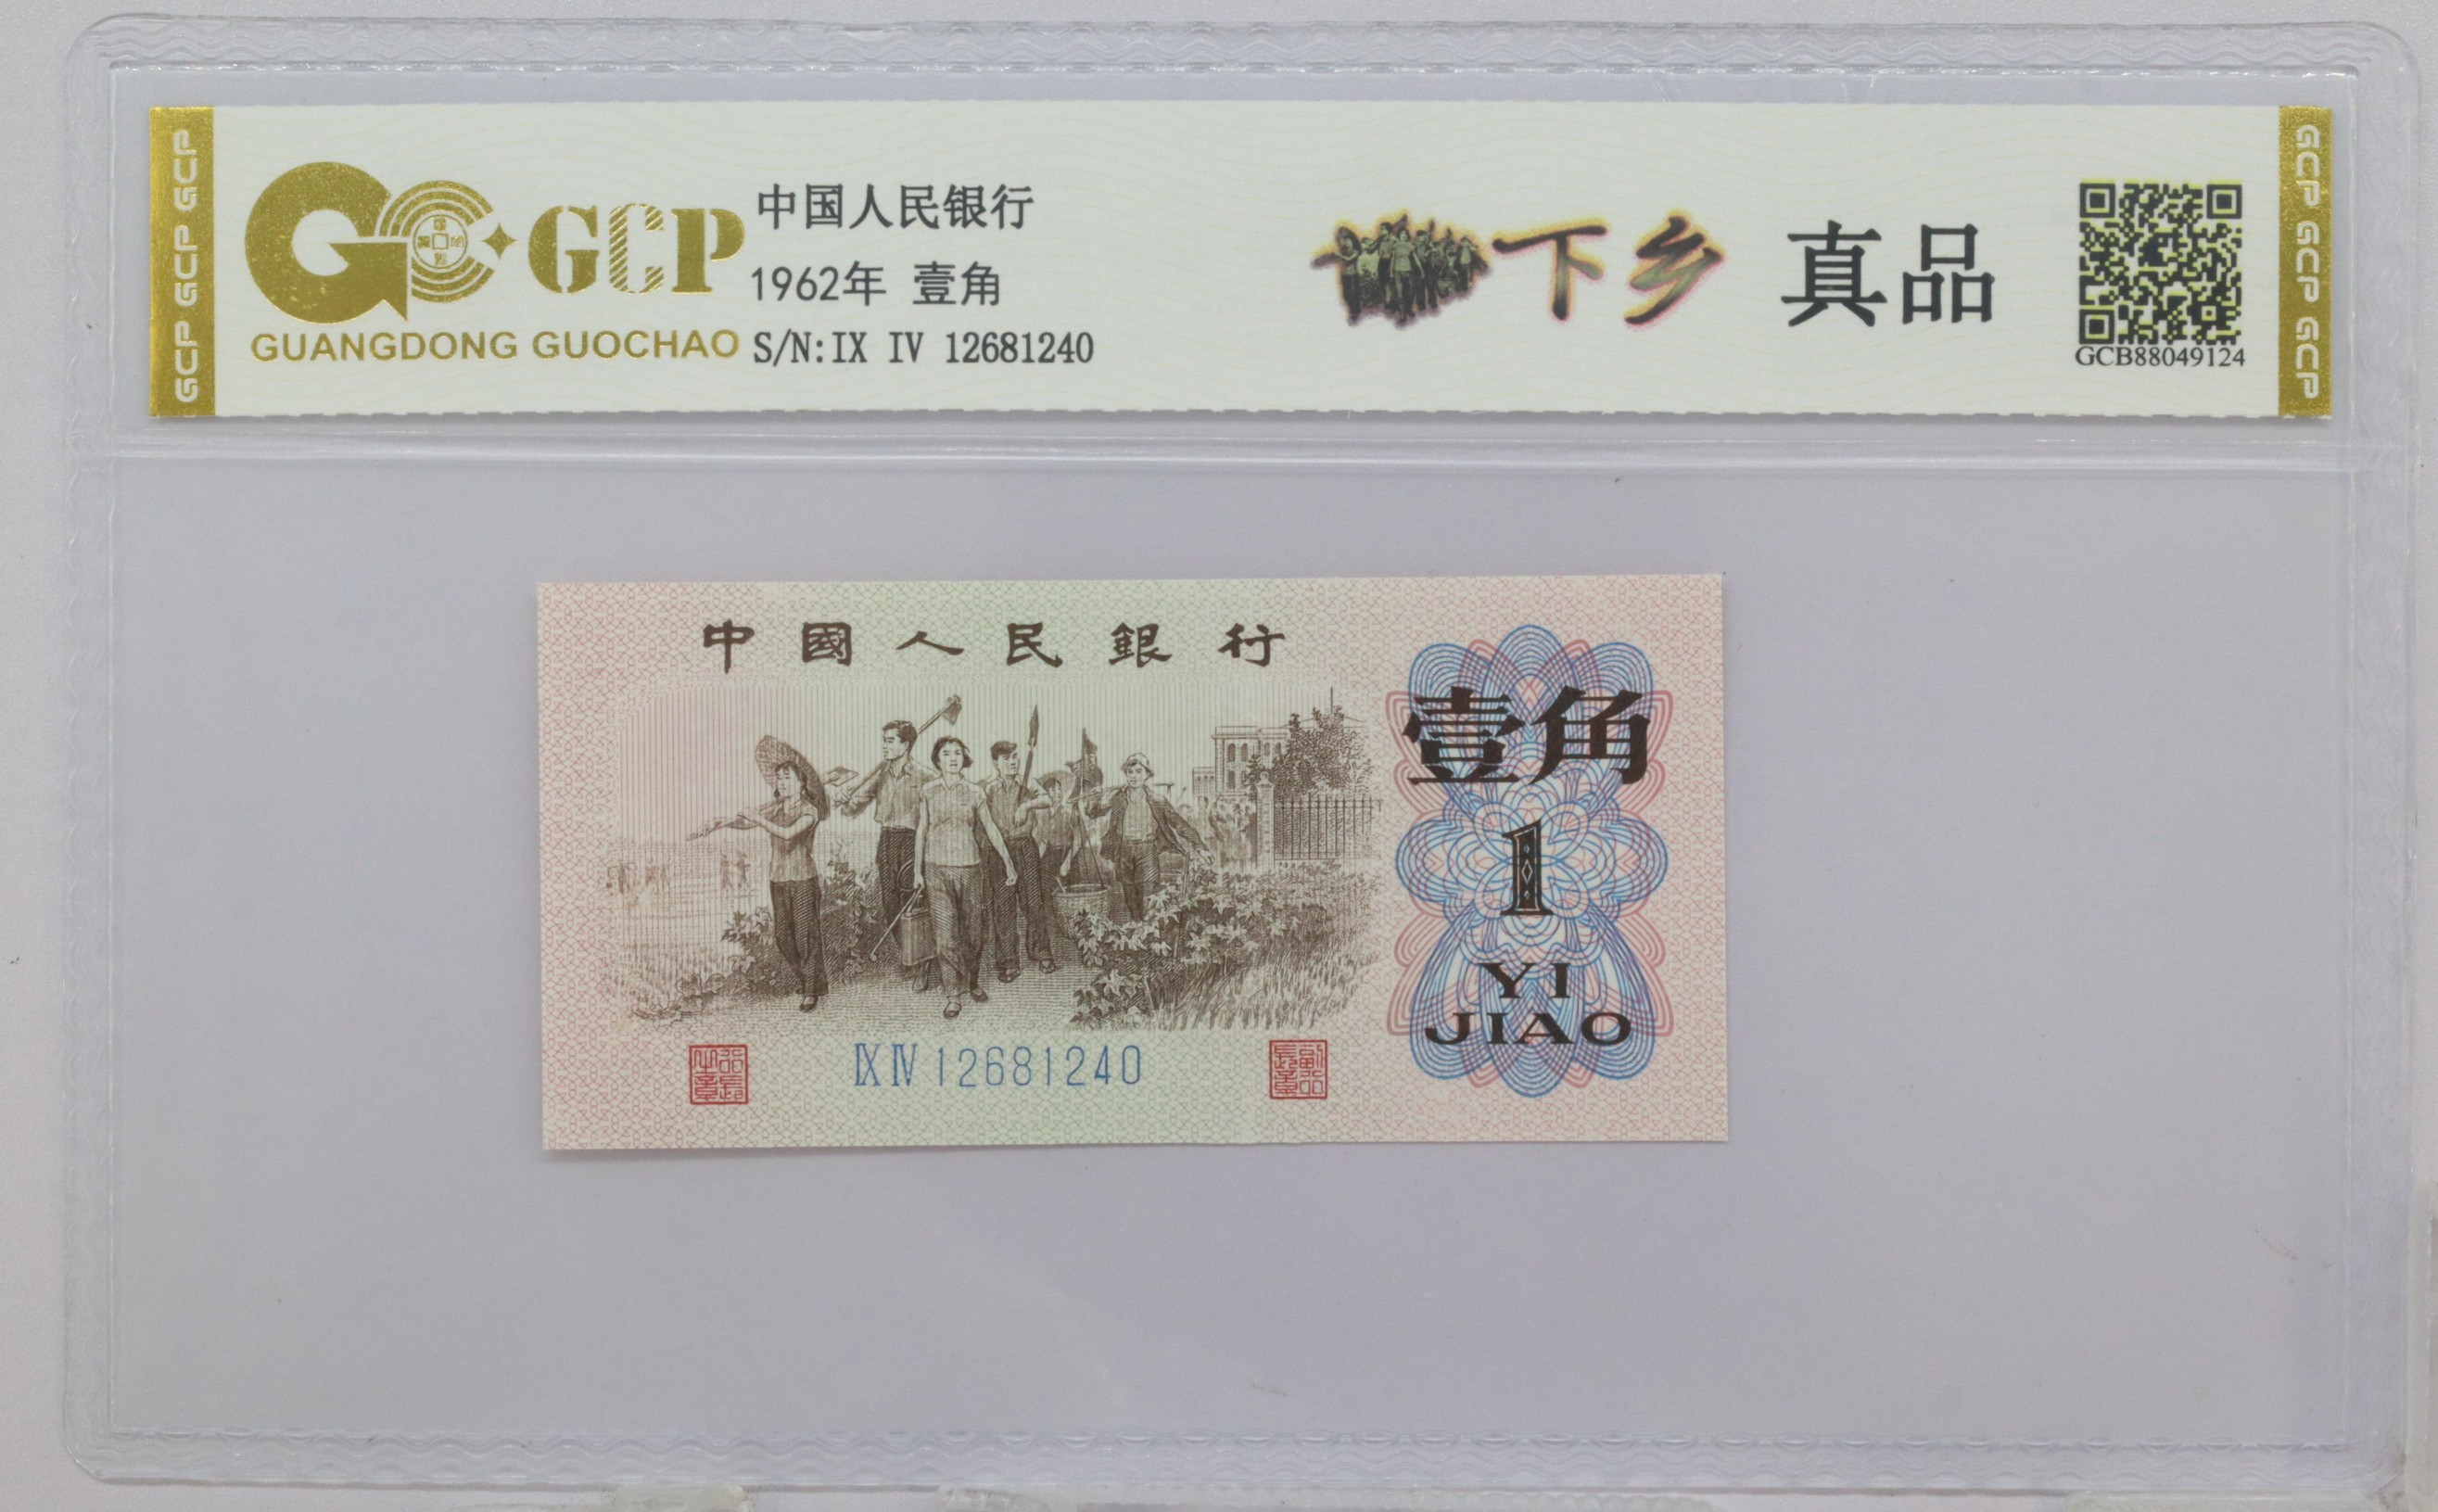 GCP GCP GCP
GCP
GUANGDONG GUOCHAO
中国人民银行
1962年 壹角
S/N:IX IV 12681240
下乡 真品
GCB88049124
GCP GCP GCP
中國人民銀行
壹角
1
YI
JIAO
IX IV 12681240